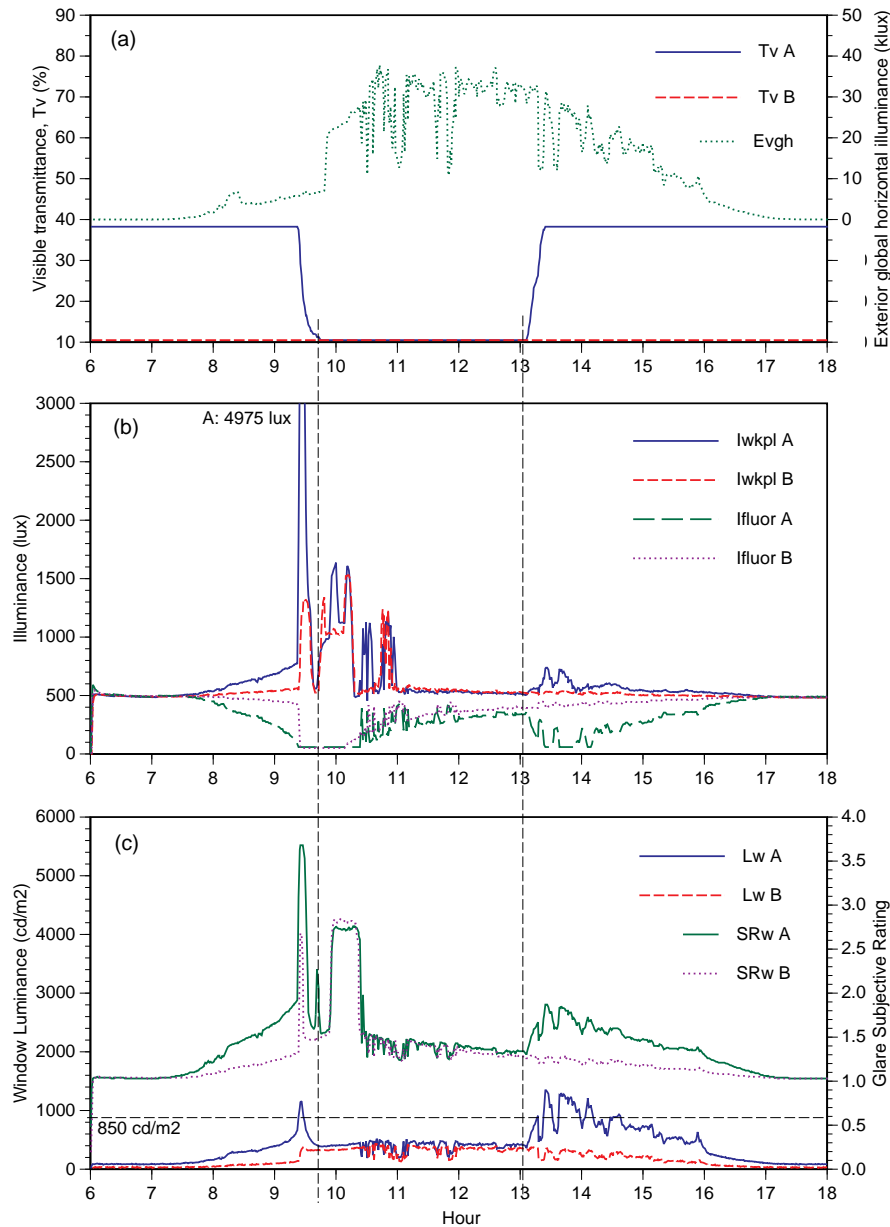 (a)
Tv A
Tv B
Evgh
Visible transmittance, Tv (%)
90
80
70
60
50
40
30
20
10
Exterior global horizontal illuminance (klux)
50
40
30
20
10
0
6 7 8 9 10 11 12 13 14 15 16 17 18
(b)
A: 4975 lux
Iwkpl A
Iwkpl B
Ifluor A
Ifluor B
Illuminance (lux)
3000
2500
2000
1500
1000
500
0
6 7 8 9 10 11 12 13 14 15 16 17 18
(c)
Lw A
Lw B
SRw A
SRw B
850 cd/m2
Window Luminance (cd/m2)
6000
5000
4000
3000
2000
1000
0
Glare Subjective Rating
4.0
3.5
3.0
2.5
2.0
1.5
1.0
0.5
0.0
6 7 8 9 10 11 12 13 14 15 16 17 18
Hour